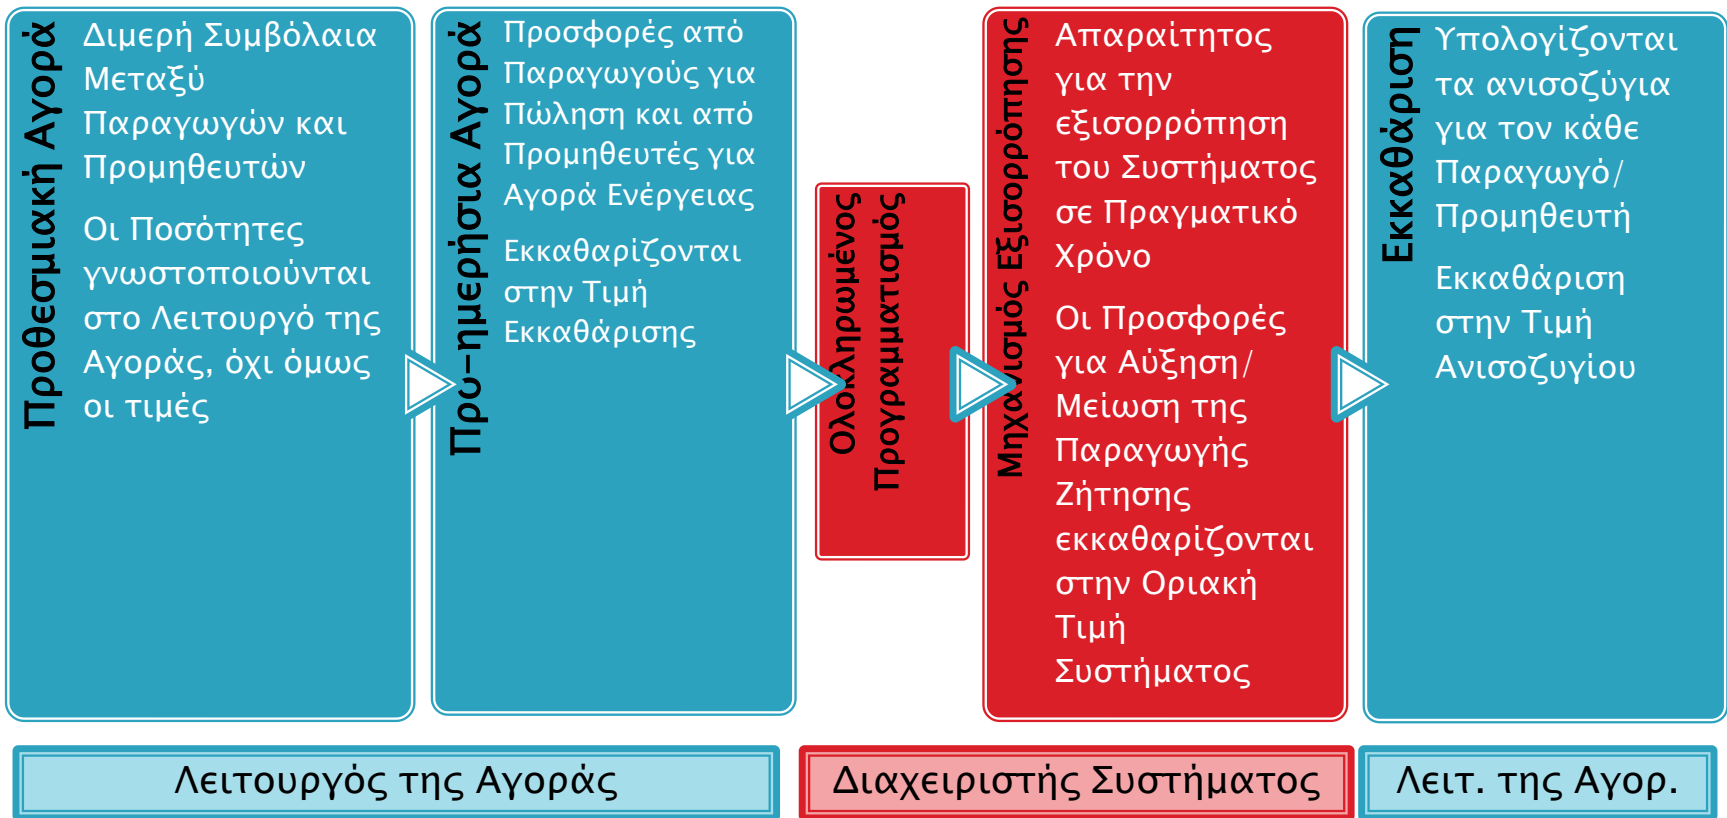 Προθεσμιακή Αγορά
Διμερή Συμβόλαια
Μεταξύ
Παραγωγών και
Προμηθευτών
Οι Ποσότητες
γνωστοποιούνται
στο Λειτουργό της
Αγοράς, όχι όμως
οι τιμές
Προ-ημερήσια Αγορά
Προσφορές από
Παραγωγούς για
Πώληση και από
Προμηθευτές για
Αγορά Ενέργειας
Εκκαθαρίζονται
στην Τιμή
Εκκαθάρισης
Ολοκληρωμένος
Προγραμματισμός
Μηχανισμός Εξισορρόπησης
Απαραίτητος
για την
εξισορρόπηση
του Συστήματος
σε Πραγματικό
Χρόνο
Οι Προσφορές
για Αύξηση/
Μείωση της
Παραγωγής
Ζήτησης
εκκαθαρίζονται
στην Οριακή
Τιμή
Συστήματος
Εκκαθάριση
Υπολογίζονται
τα ανισοζύγια
για τον κάθε
Παραγωγό/
Προμηθευτή
Εκκαθάριση
στην Τιμή
Ανισοζυγίου
Λειτουργός της Αγοράς
Διαχειριστής Συστήματος
Λειτ. της Αγορ.